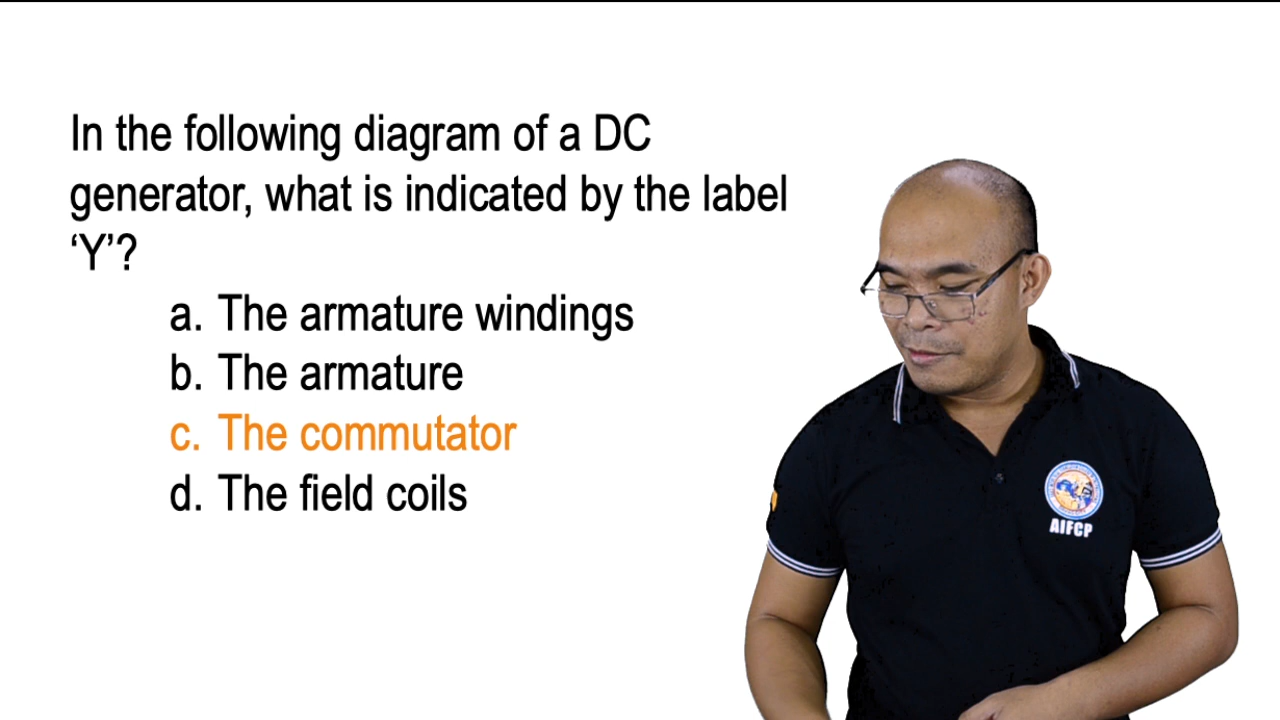 In the following diagram of a DC
generator, what is indicated by the label
‘Y’?
a. The armature windings
b. The armature
c. The commutator
d. The field coils
AIFCP